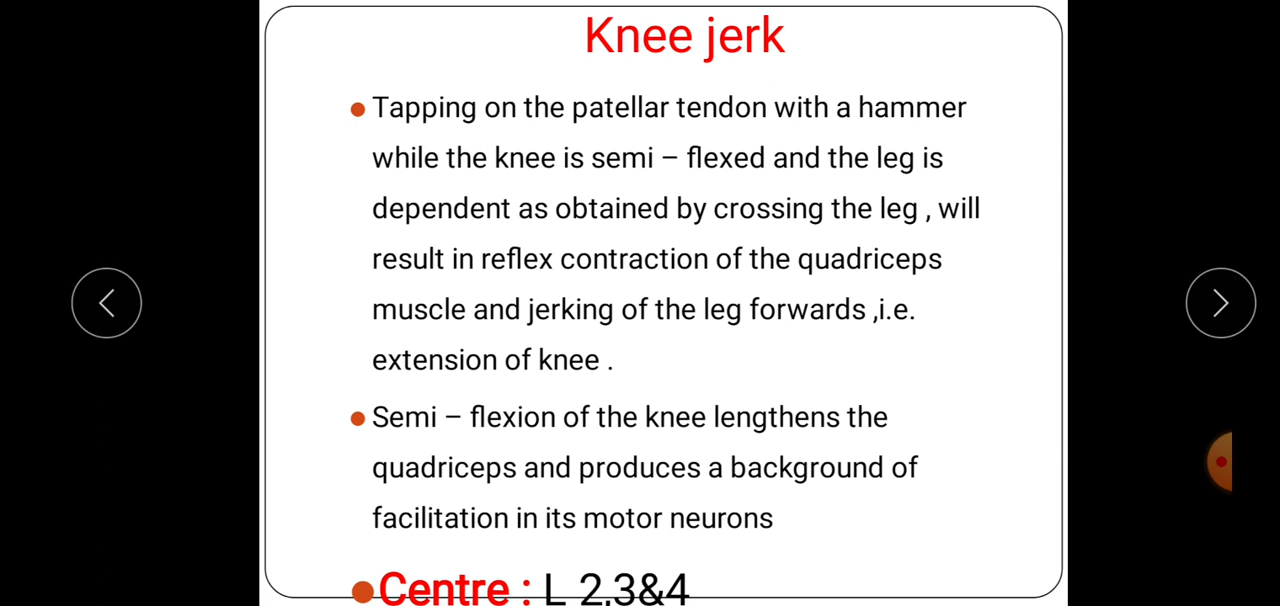 Knee jerk
Tapping on the patellar tendon with a hammer
while the knee is semi – flexed and the leg is
dependent as obtained by crossing the leg , will
result in reflex contraction of the quadriceps
muscle and jerking of the leg forwards ,i.e.
extension of knee .
Semi – flexion of the knee lengthens the
quadriceps and produces a background of
facilitation in its motor neurons
Centre : L 2,3&4